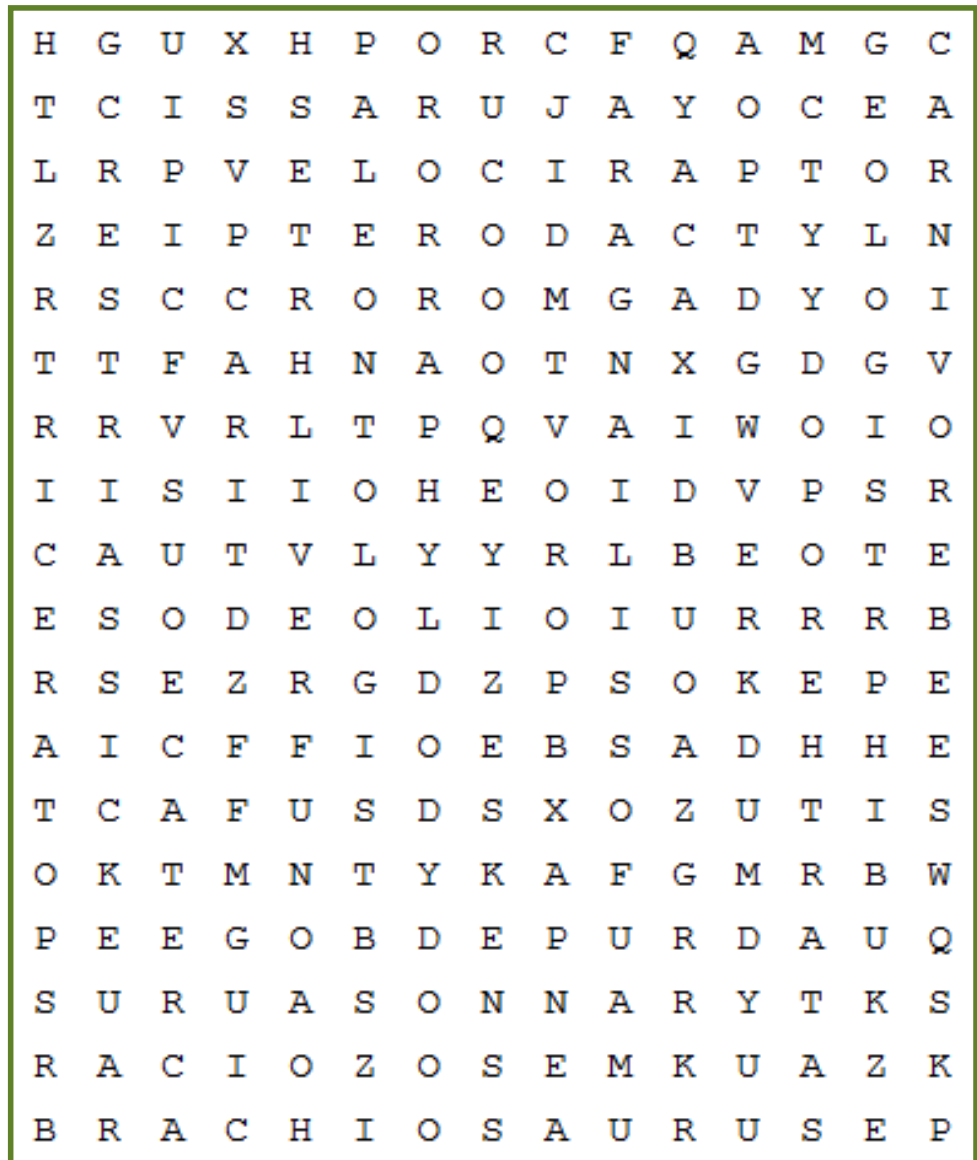 H G U X H P O R C F Q A M G C
T C I S S A R U J A Y O C E A
L R P V E L O C I R A P T O R
Z E I P T E R O D A C T Y L N
R S C C R O R O M G A D Y O I
T T F A H N A O T N X G D G V
R R V R L T P Q V A I W O I O
I I S I I O H E O I D V P S R
C A U T V L Y Y R L B E O T E
E S O D E O L I O I U R R R B
R S E Z R G D Z P S O K E P E
A I C F F I O E B S A D H H E
T C A F U S D S X O Z U T I S
O K T M N T Y K A F G M R B W
P E E G O B D E P U R D A U Q
S U R U A S O N N A R Y T K S
R A C I O Z O S E M K U A Z K
B R A C H I O S A U R U S E P